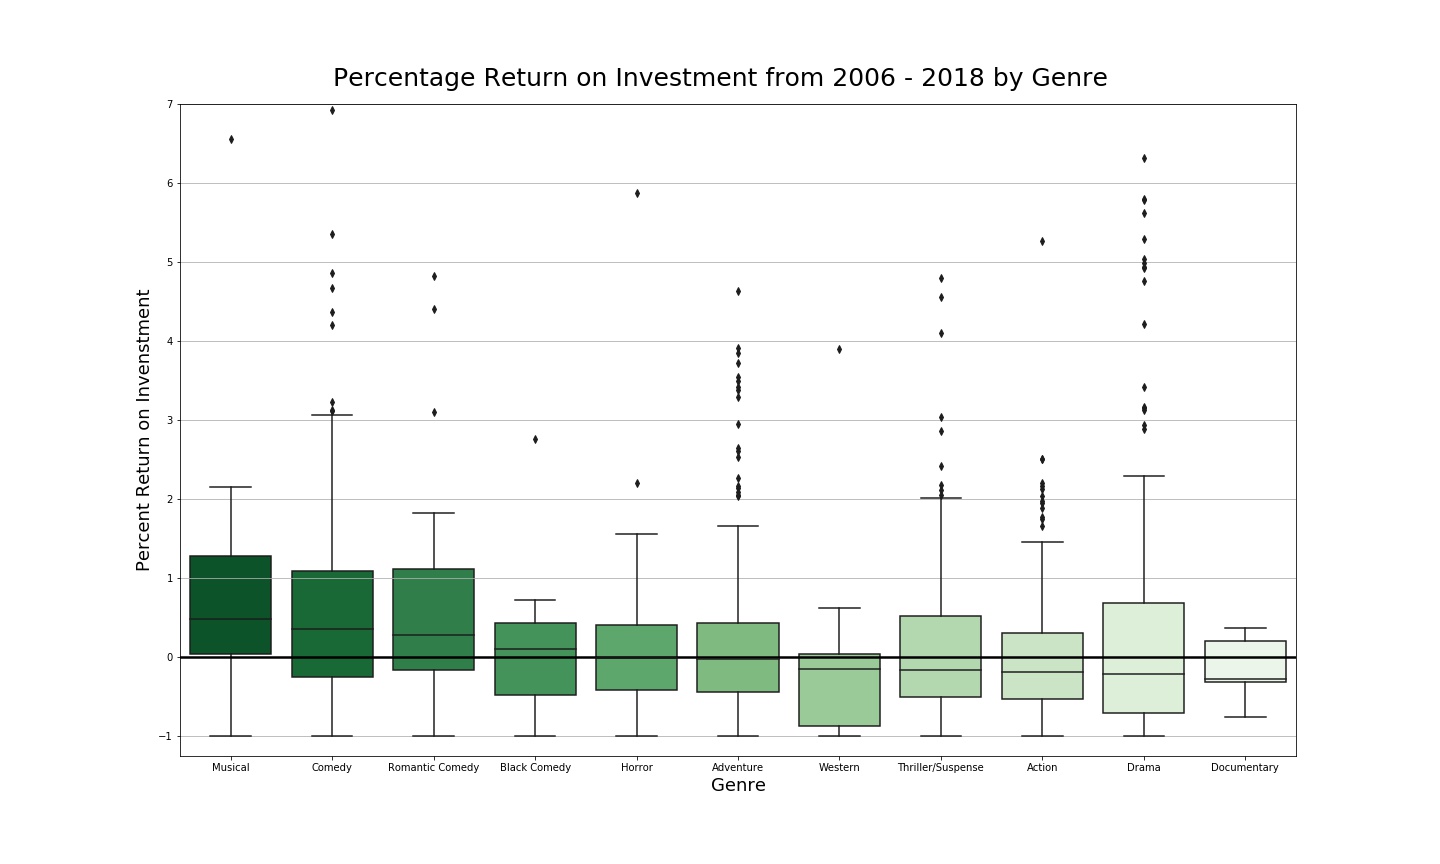 Percentage Return on Investment from 2006 - 2018 by Genre
7
6
5
4
3
2
1
0
−1
Percent Return on Invenstment
Musical
Comedy
Romantic Comedy
Black Comedy
Horror
Adventure
Western
Thriller/Suspense
Action
Drama
Documentary
Genre